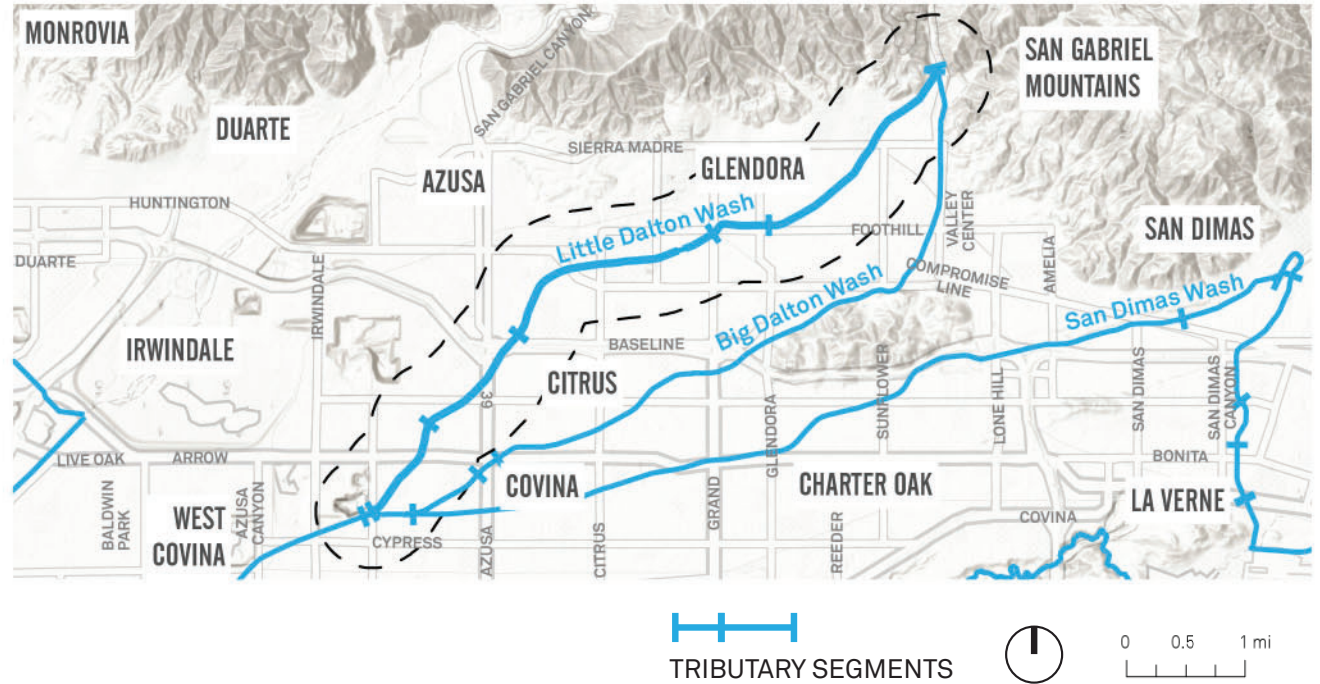 MONROVIA
SAN GABRIEL CANYON
SAN GABRIEL
MOUNTAINS
DUARTE
SIERRA MADRE
GLENDORA
AZUSA
HUNTINGTON
Little Dalton Wash
FOOTHILL
VALLEY
CENTER
SAN DIMAS
DUARTE
IRWINDALE
COMPROMISE
LINE
AMELIA
Big Dalton Wash
San Dimas Wash
IRWINDALE
BASELINE
CITRUS
39
SUNFLOWER
LONE HILL
SAN DIMAS
SAN DIMAS
CANYON
GLENDORA
LIVE OAK
ARROW
BONITA
BALDWIN
PARK
AZUSA
CANYON
WEST
COVINA
COVINA
GRAND
CHARTER OAK
LA VERNE
COVINA
CYPRESS
AZUSA
CITRUS
REEDER
TRIBUTARY SEGMENTS
0 0.5 1 mi